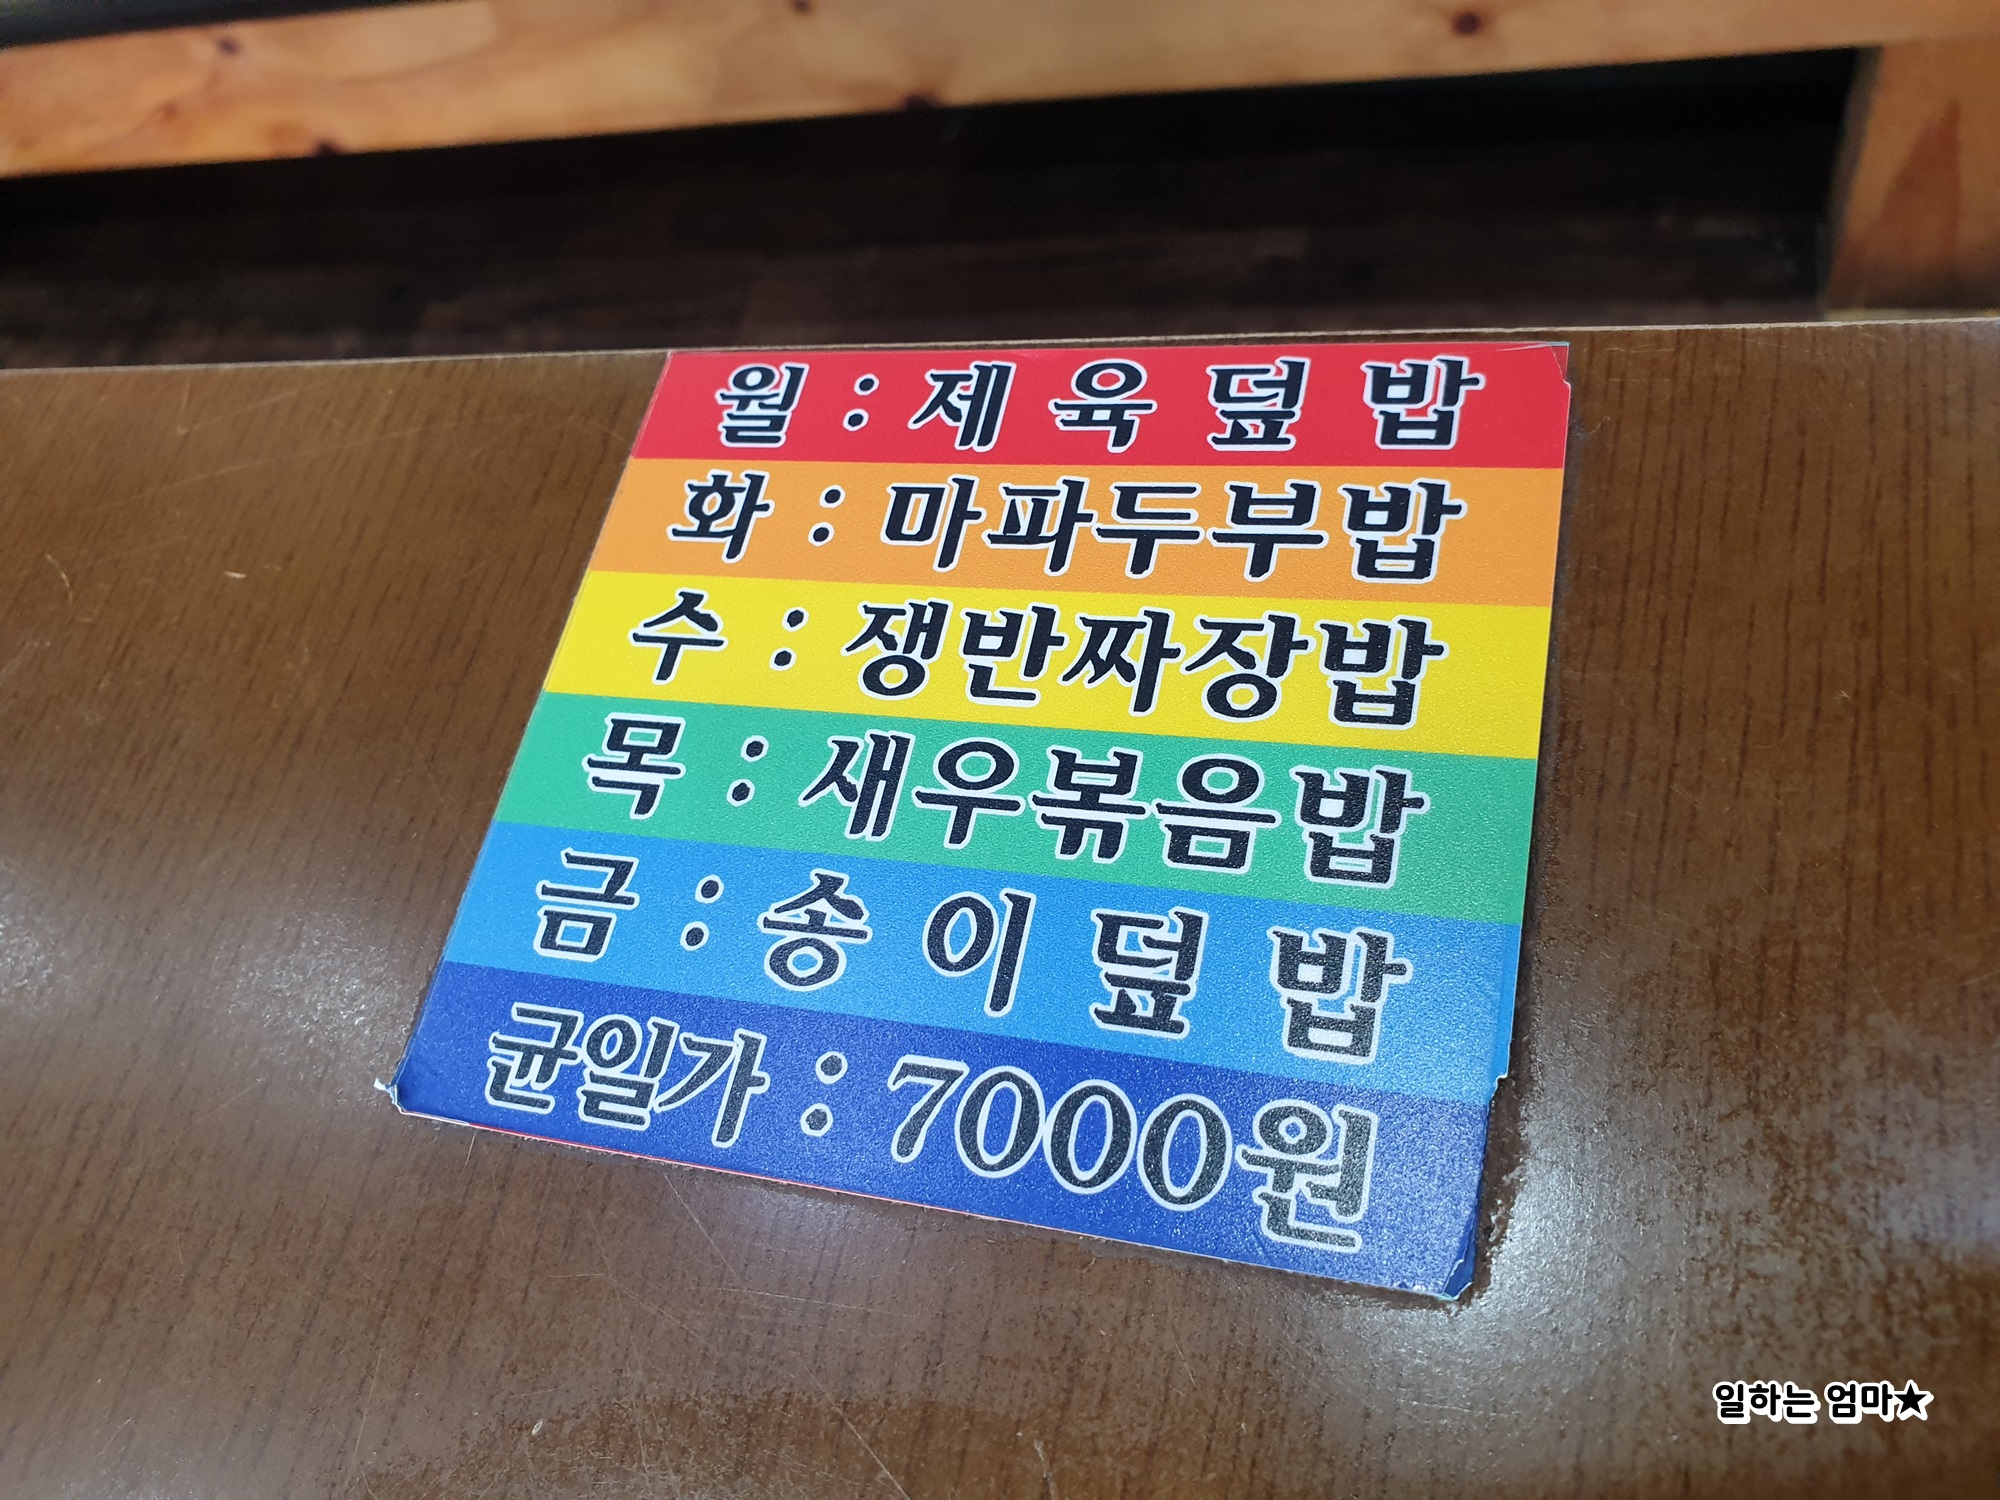 월 : 제육덮밥
화 : 마파두부밥
수 : 쟁반짜장밥
목 : 새우볶음밥
금 : 송이덮밥
균일가 : 7000원
일하는 엄마★